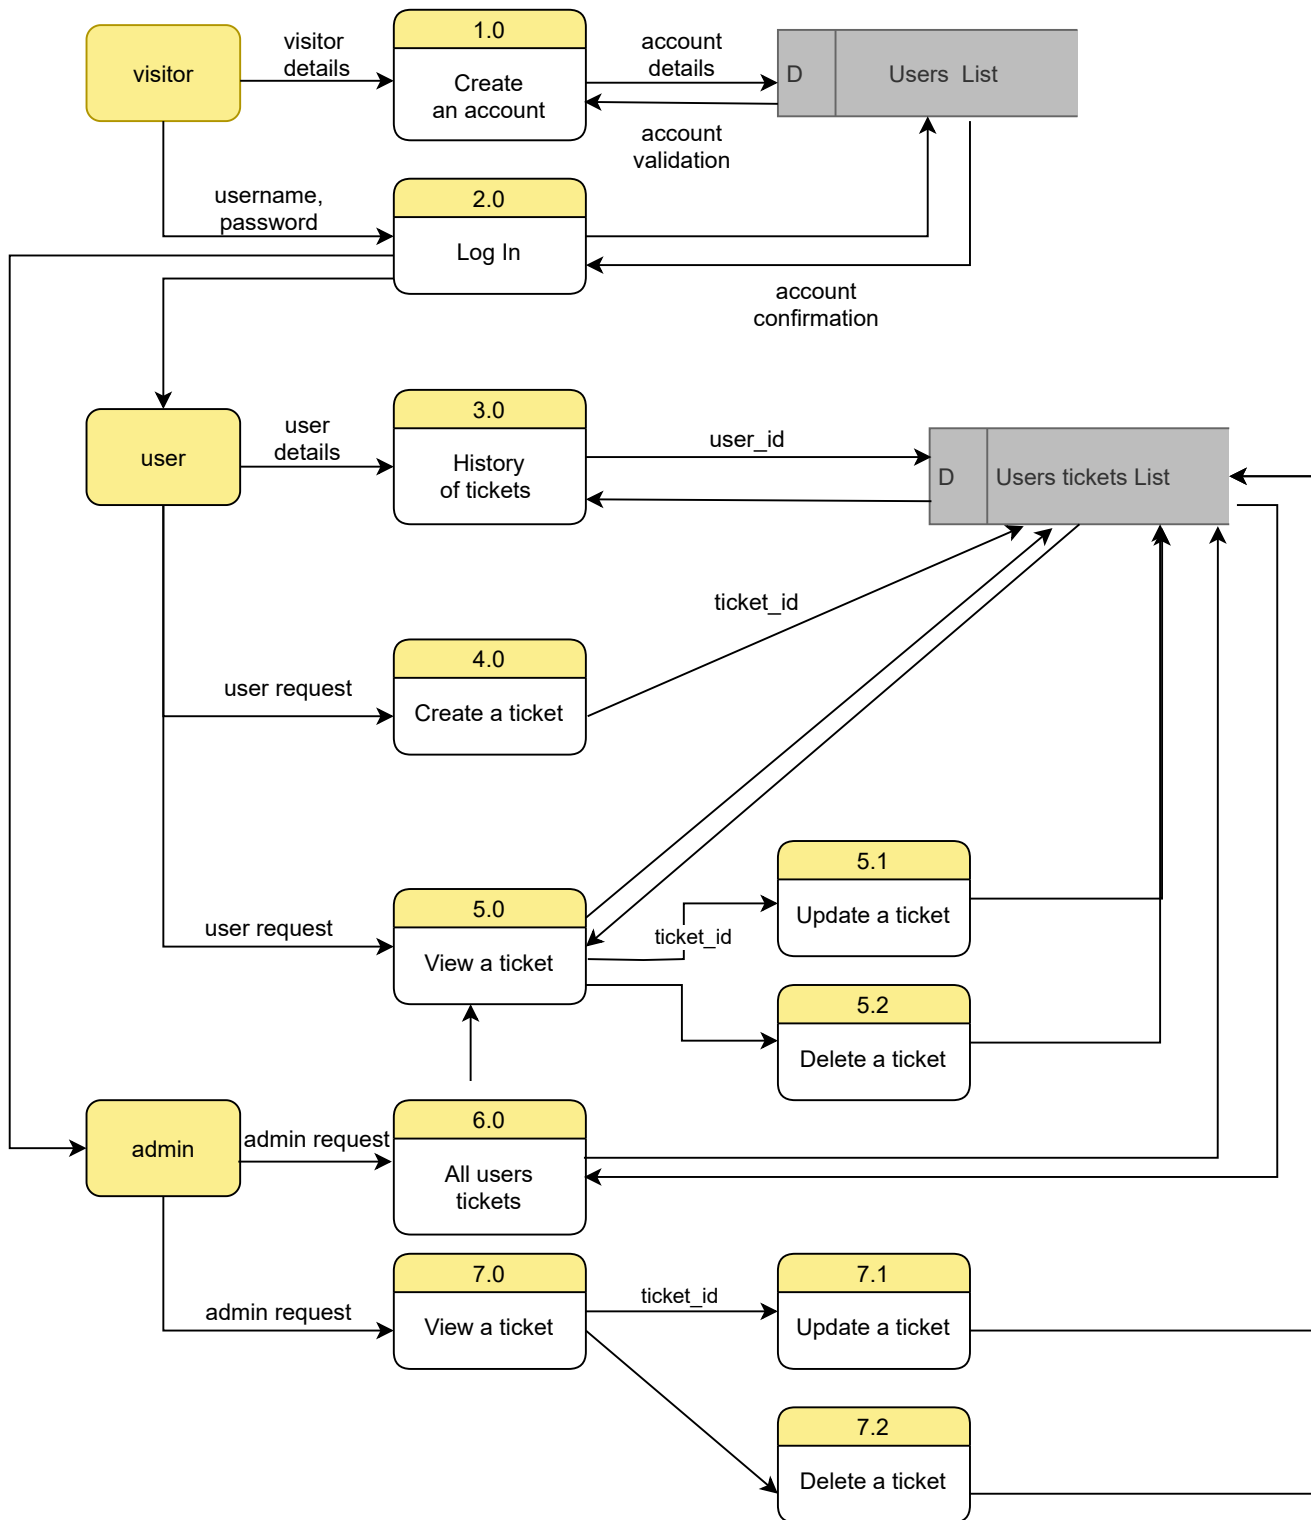 visitor
visitor
details
1.0
Create
an account
account
details
D
Users  List
account
validation
username,
password
2.0
Log In
account
confirmation
user
user
details
3.0
History
of tickets
user_id
D
Users tickets List
ticket_id
user request
4.0
Create a ticket
user request
5.0
View a ticket
ticket_id
5.1
Update a ticket
5.2
Delete a ticket
admin
admin request
6.0
All users
tickets
admin request
7.0
View a ticket
ticket_id
7.1
Update a ticket
7.2
Delete a ticket